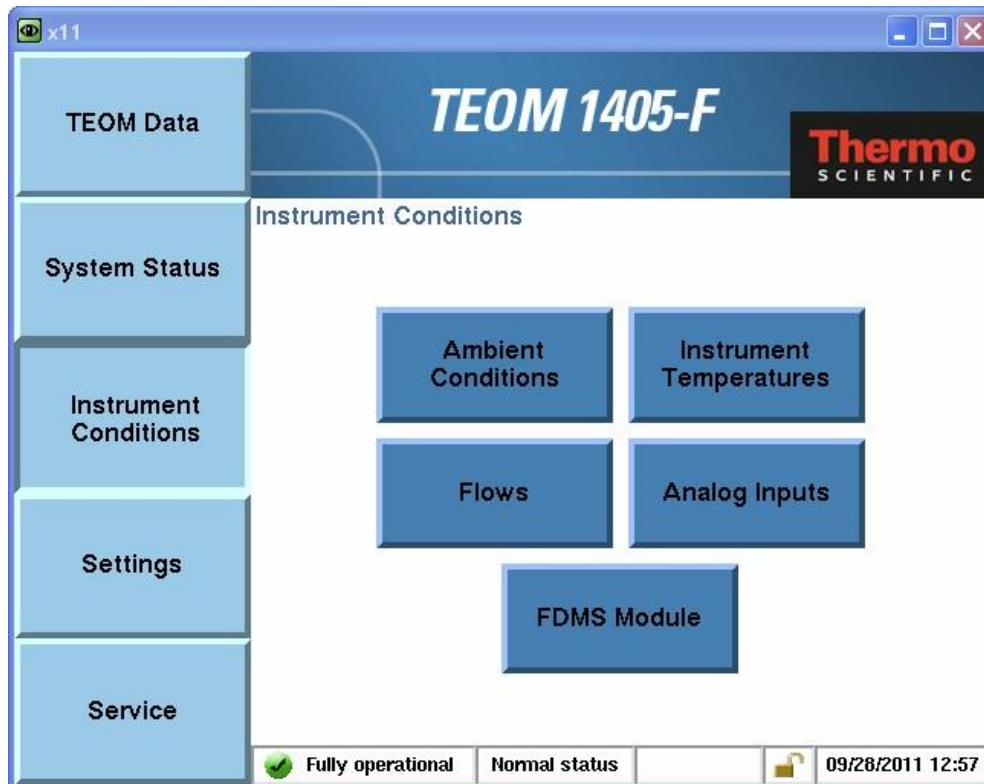 x11
TEOM Data
TEOM 1405-F
Thermo
SCIENTIFIC
Instrument Conditions
System Status
Ambient
Conditions
Instrument
Temperatures
Instrument
Conditions
Flows
Analog Inputs
Settings
FDMS Module
Service
Fully operational
Normal status
09/28/2011 12:57